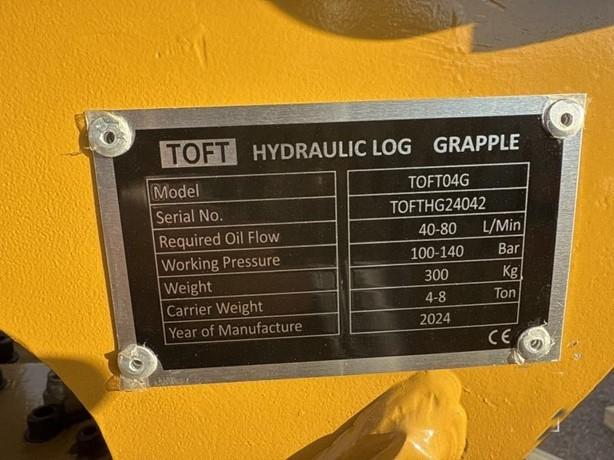 TOFT HYDRAULIC LOG GRAPPLE
Model TOFT04G
Serial No. TOFTHG24042
Required Oil Flow 40-80 L/Min
Working Pressure 100-140 Bar
Weight 300 Kg
Carrier Weight 4-8 Ton
Year of Manufacture 2024
CE